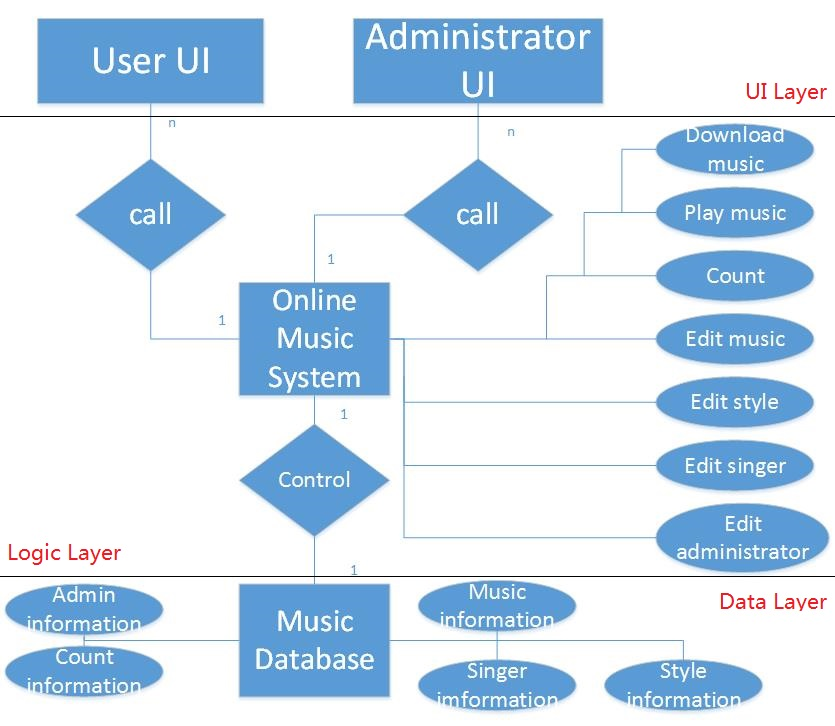 User UI
Administrator
UI
UI Layer
n
n
Download
music
call
call
Play music
1
Count
1
Online
Music
System
Edit music
Edit style
1
Control
Edit singer
Edit
administrator
Logic Layer
1
Admin
information
Music
information
Data Layer
Music
Database
Count
information
Singer
imformation
Style
information